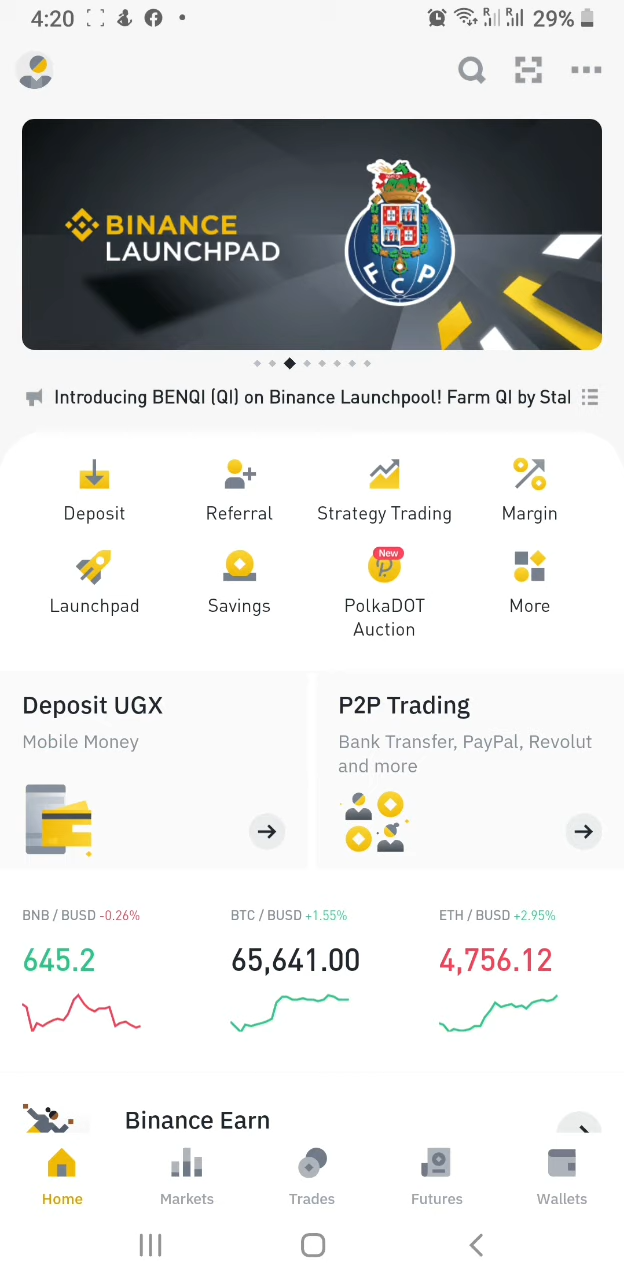 4:20
29%
BINANCE
LAUNCHPAD
FCP
Introducing BENQI (QI) on Binance Launchpool! Farm QI by Stal
Deposit
Referral
Strategy Trading
Margin
New
Launchpad
Savings
PolkaDOT
Auction
More
Deposit UGX
Mobile Money
P2P Trading
Bank Transfer, PayPal, Revolut
and more
BNB / BUSD -0.26%
BTC / BUSD +1.55%
ETH / BUSD +2.95%
645.2
65,641.00
4,756.12
Binance Earn
Home
Markets
Trades
Futures
Wallets